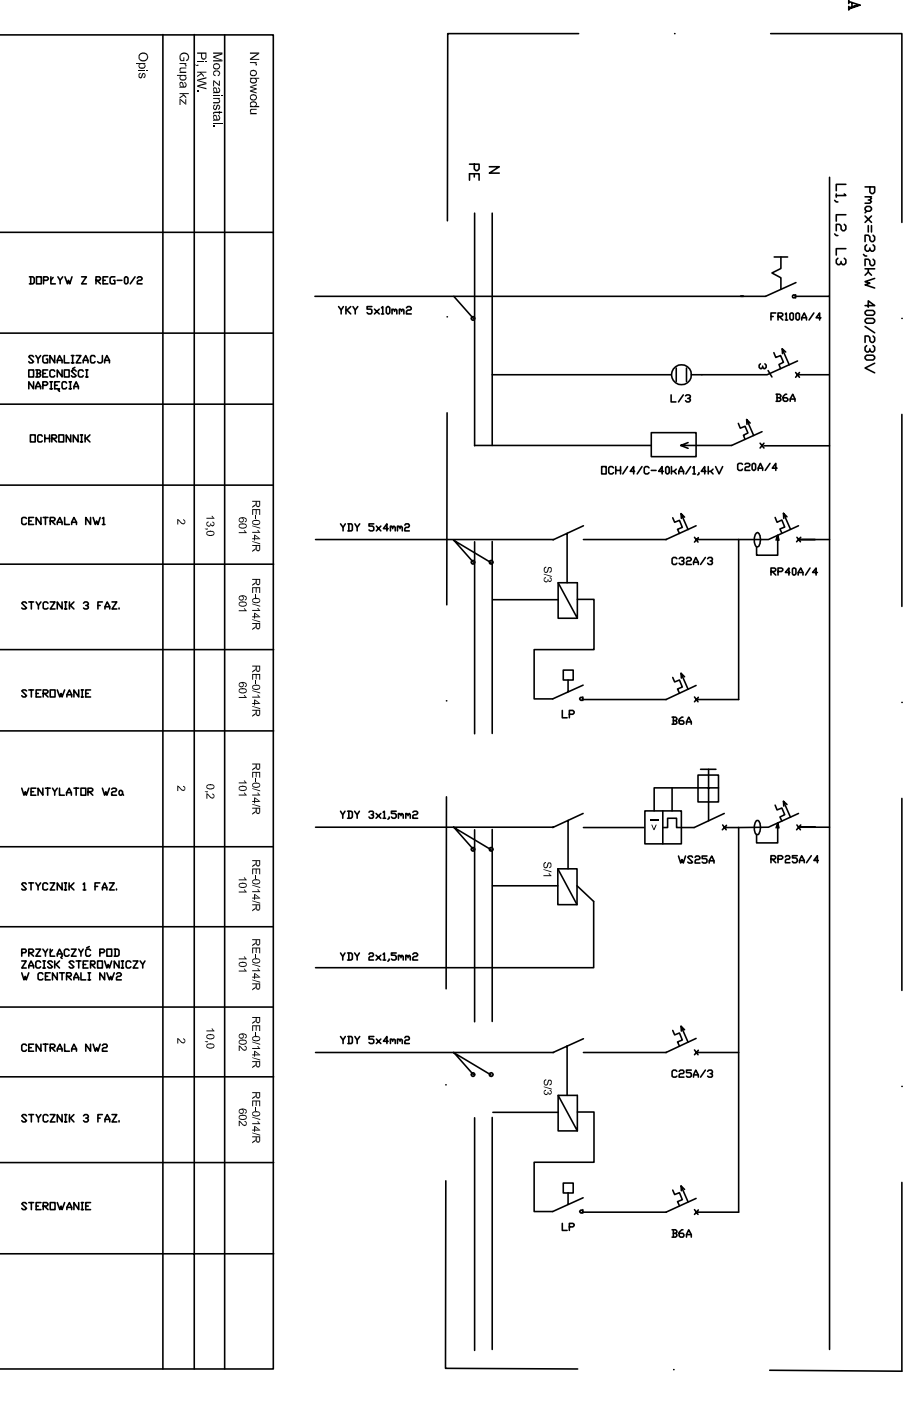 A
Pmax=23,2kW 400/230V
L1, L2, L3
N
PE
FR100A/4
YKY 5x10mm2
3
B6A
L/3
C20A/4
OCH/4/C-40kA/1,4kV
RP40A/4
C32A/3
YDY 5x4mm2
S/3
B6A
LP
RP25A/4
WS25A
I>
YDY 3x1,5mm2
S/1
YDY 2x1,5mm2
C25A/3
YDY 5x4mm2
S/3
B6A
LP
Nr obwodu
Moc zainstal.
Pi, kW.
Grupa kz
Opis
DOPŁYW Z REG-0/2
SYGNALIZACJA
OBECNOŚCI
NAPIĘCIA
OCHRONNIK
RE-0/14/R
601
13,0
2
CENTRALA NW1
RE-0/14/R
601
STYCZNIK 3 FAZ.
RE-0/14/R
601
STEROWANIE
RE-0/14/R
101
0,2
2
WENTYLATOR W2a
RE-0/14/R
101
STYCZNIK 1 FAZ.
RE-0/14/R
101
PRZYŁĄCZYĆ POD
ZACISK STEROWNICZY
W CENTRALI NW2
RE-0/14/R
602
10,0
2
CENTRALA NW2
RE-0/14/R
602
STYCZNIK 3 FAZ.
STEROWANIE